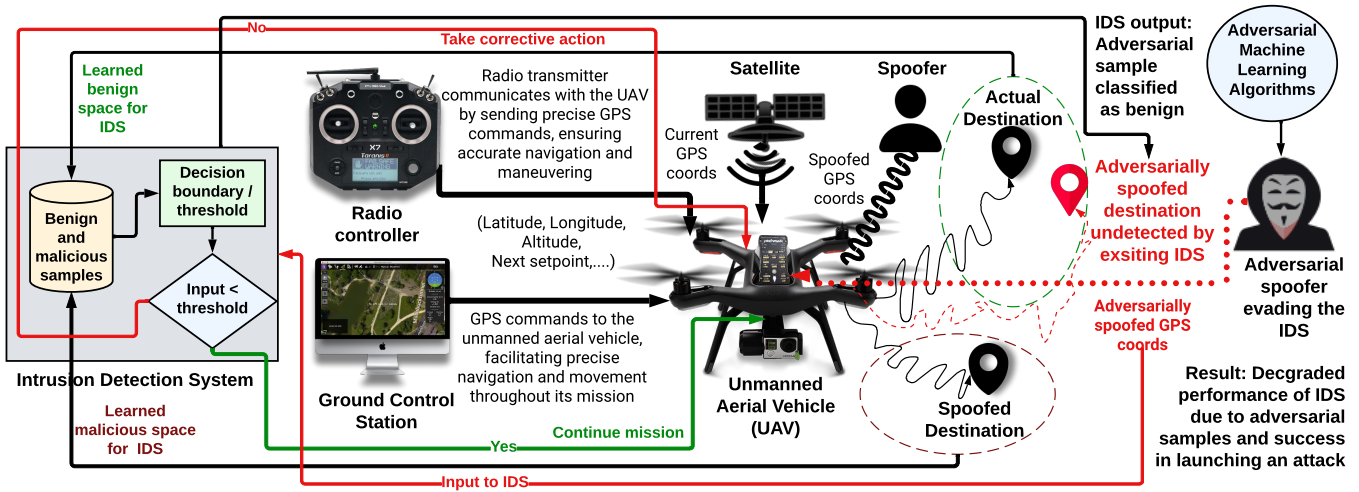 No
Take corrective action
Learned
benign
space for
IDS
Benign
and
malicious
samples
Decision
boundary /
threshold
Input <
threshold
Intrusion Detection System
Learned
malicious space
for IDS
X7
Taranis
Radio
controller
Radio transmitter
communicates with the UAV
by sending precise GPS
commands, ensuring
accurate navigation and
maneuvering
(Latitude, Longitude,
Altitude,
Next setpoint,....)
Ground Control
Station
GPS commands to the
unmanned aerial vehicle,
facilitating precise
navigation and movement
throughout its mission
Continue mission
Yes
Input to IDS
Satellite
Current
GPS
coords
Spoofer
Spoofed
GPS
coords
Unmanned
Aerial Vehicle
(UAV)
Actual
Destination
Spoofed
Destination
IDS output:
Adversarial
sample
classified
as benign
Adversarially
spoofed
destination
undetected by
exsiting IDS
Adversarially
spoofed GPS
coords
Adversarial
Machine
Learning
Algorithms
Adversarial
spoofer
evading the
IDS
Result: Decgraded
performance of IDS
due to adversarial
samples and success
in launching an attack